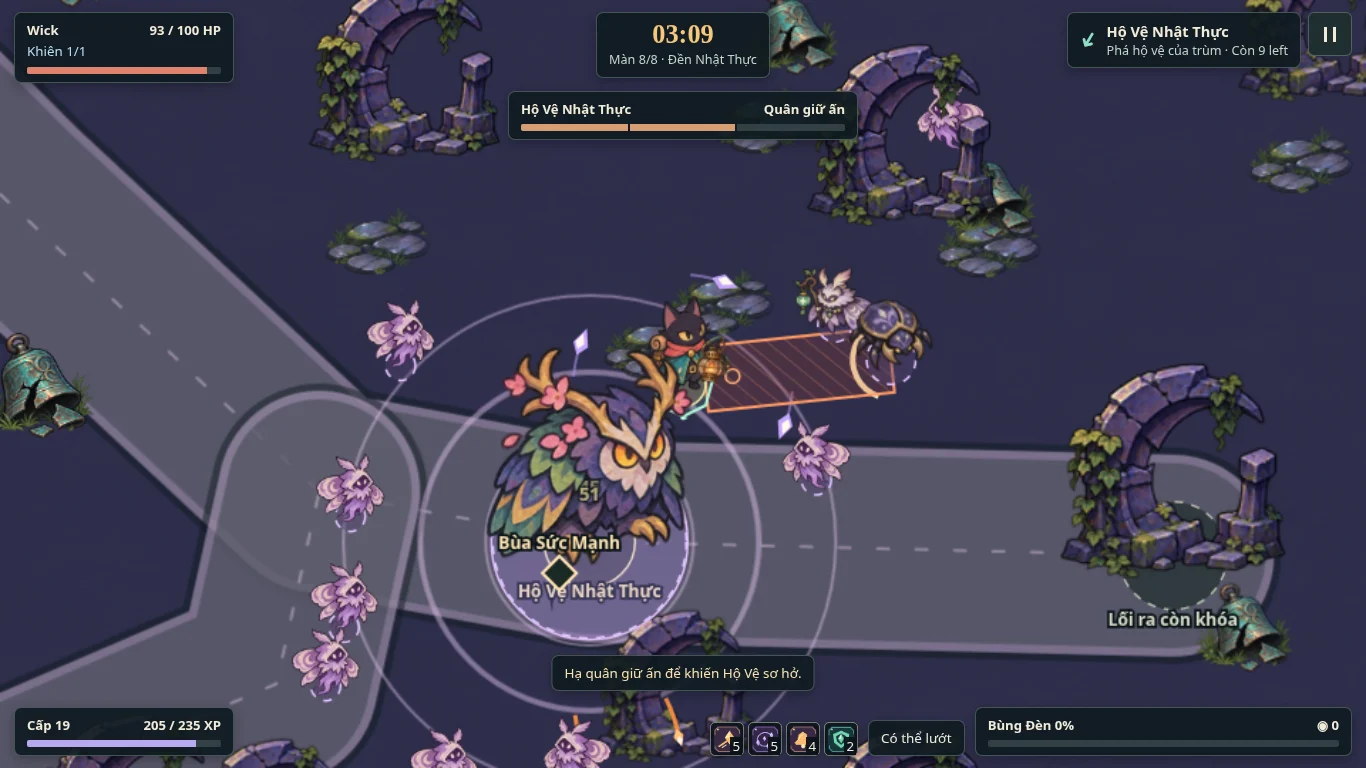 Wick 93 / 100 HP
Khiên 1/1
03:09
Màn 8/8 · Đền Nhật Thực
Hộ Vệ Nhật Thực
Phá hộ vệ của trùm · Còn 9 left
Hộ Vệ Nhật Thực Quân giữ ấn
51
Bùa Sức Mạnh
Hộ Vệ Nhật Thực
Lối ra còn khóa
Hạ quân giữ ấn để khiến Hộ Vệ sơ hở.
Cấp 19 205 / 235 XP
5 5 4 2
Có thể lướt
Bùng Đèn 0% ◉ 0